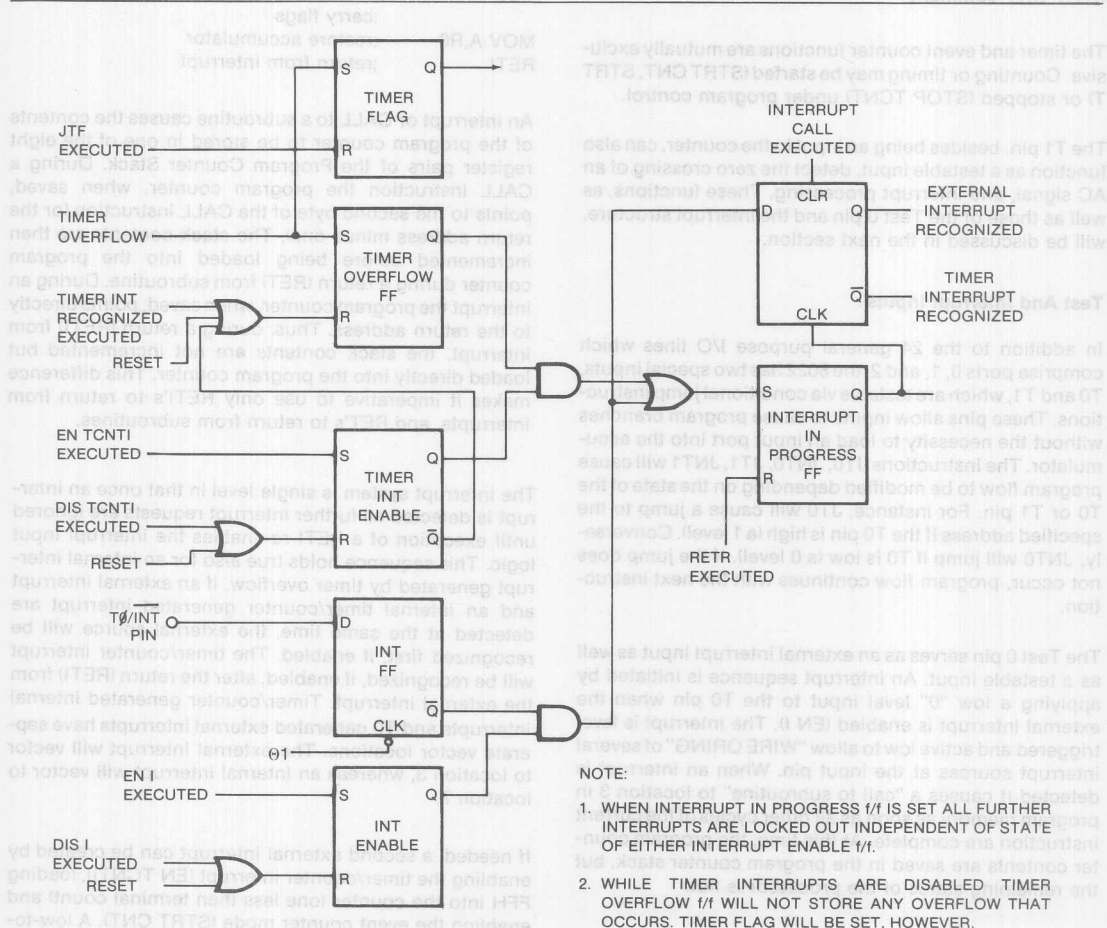 S
Q
TIMER
FLAG
JTF
EXECUTED
R
TIMER
OVERFLOW
S
Q
TIMER
OVERFLOW
FF
TIMER INT
RECOGNIZED
EXECUTED
R
RESET
EN TCNTI
EXECUTED
S
Q
TIMER
INT
ENABLE
DIS TCNTI
EXECUTED
R
Q̅
RESET
T0̸/INT
PIN
D
INT
FF
Q̅
CLK
Θ1
EN I
EXECUTED
S
Q
INT
ENABLE
DIS I
EXECUTED
RESET
R
INTERRUPT
CALL
EXECUTED
CLR
Q
EXTERNAL
INTERRUPT
RECOGNIZED
Q̅
TIMER
INTERRUPT
RECOGNIZED
CLK
S
Q
INTERRUPT
IN
PROGRESS
FF
R
RETR
EXECUTED
NOTE:
1. WHEN INTERRUPT IN PROGRESS f/f IS SET ALL FURTHER
INTERRUPTS ARE LOCKED OUT INDEPENDENT OF STATE
OF EITHER INTERRUPT ENABLE f/f.
2. WHILE TIMER INTERRUPTS ARE DISABLED TIMER
OVERFLOW f/f WILL NOT STORE ANY OVERFLOW THAT
OCCURS. TIMER FLAG WILL BE SET, HOWEVER.